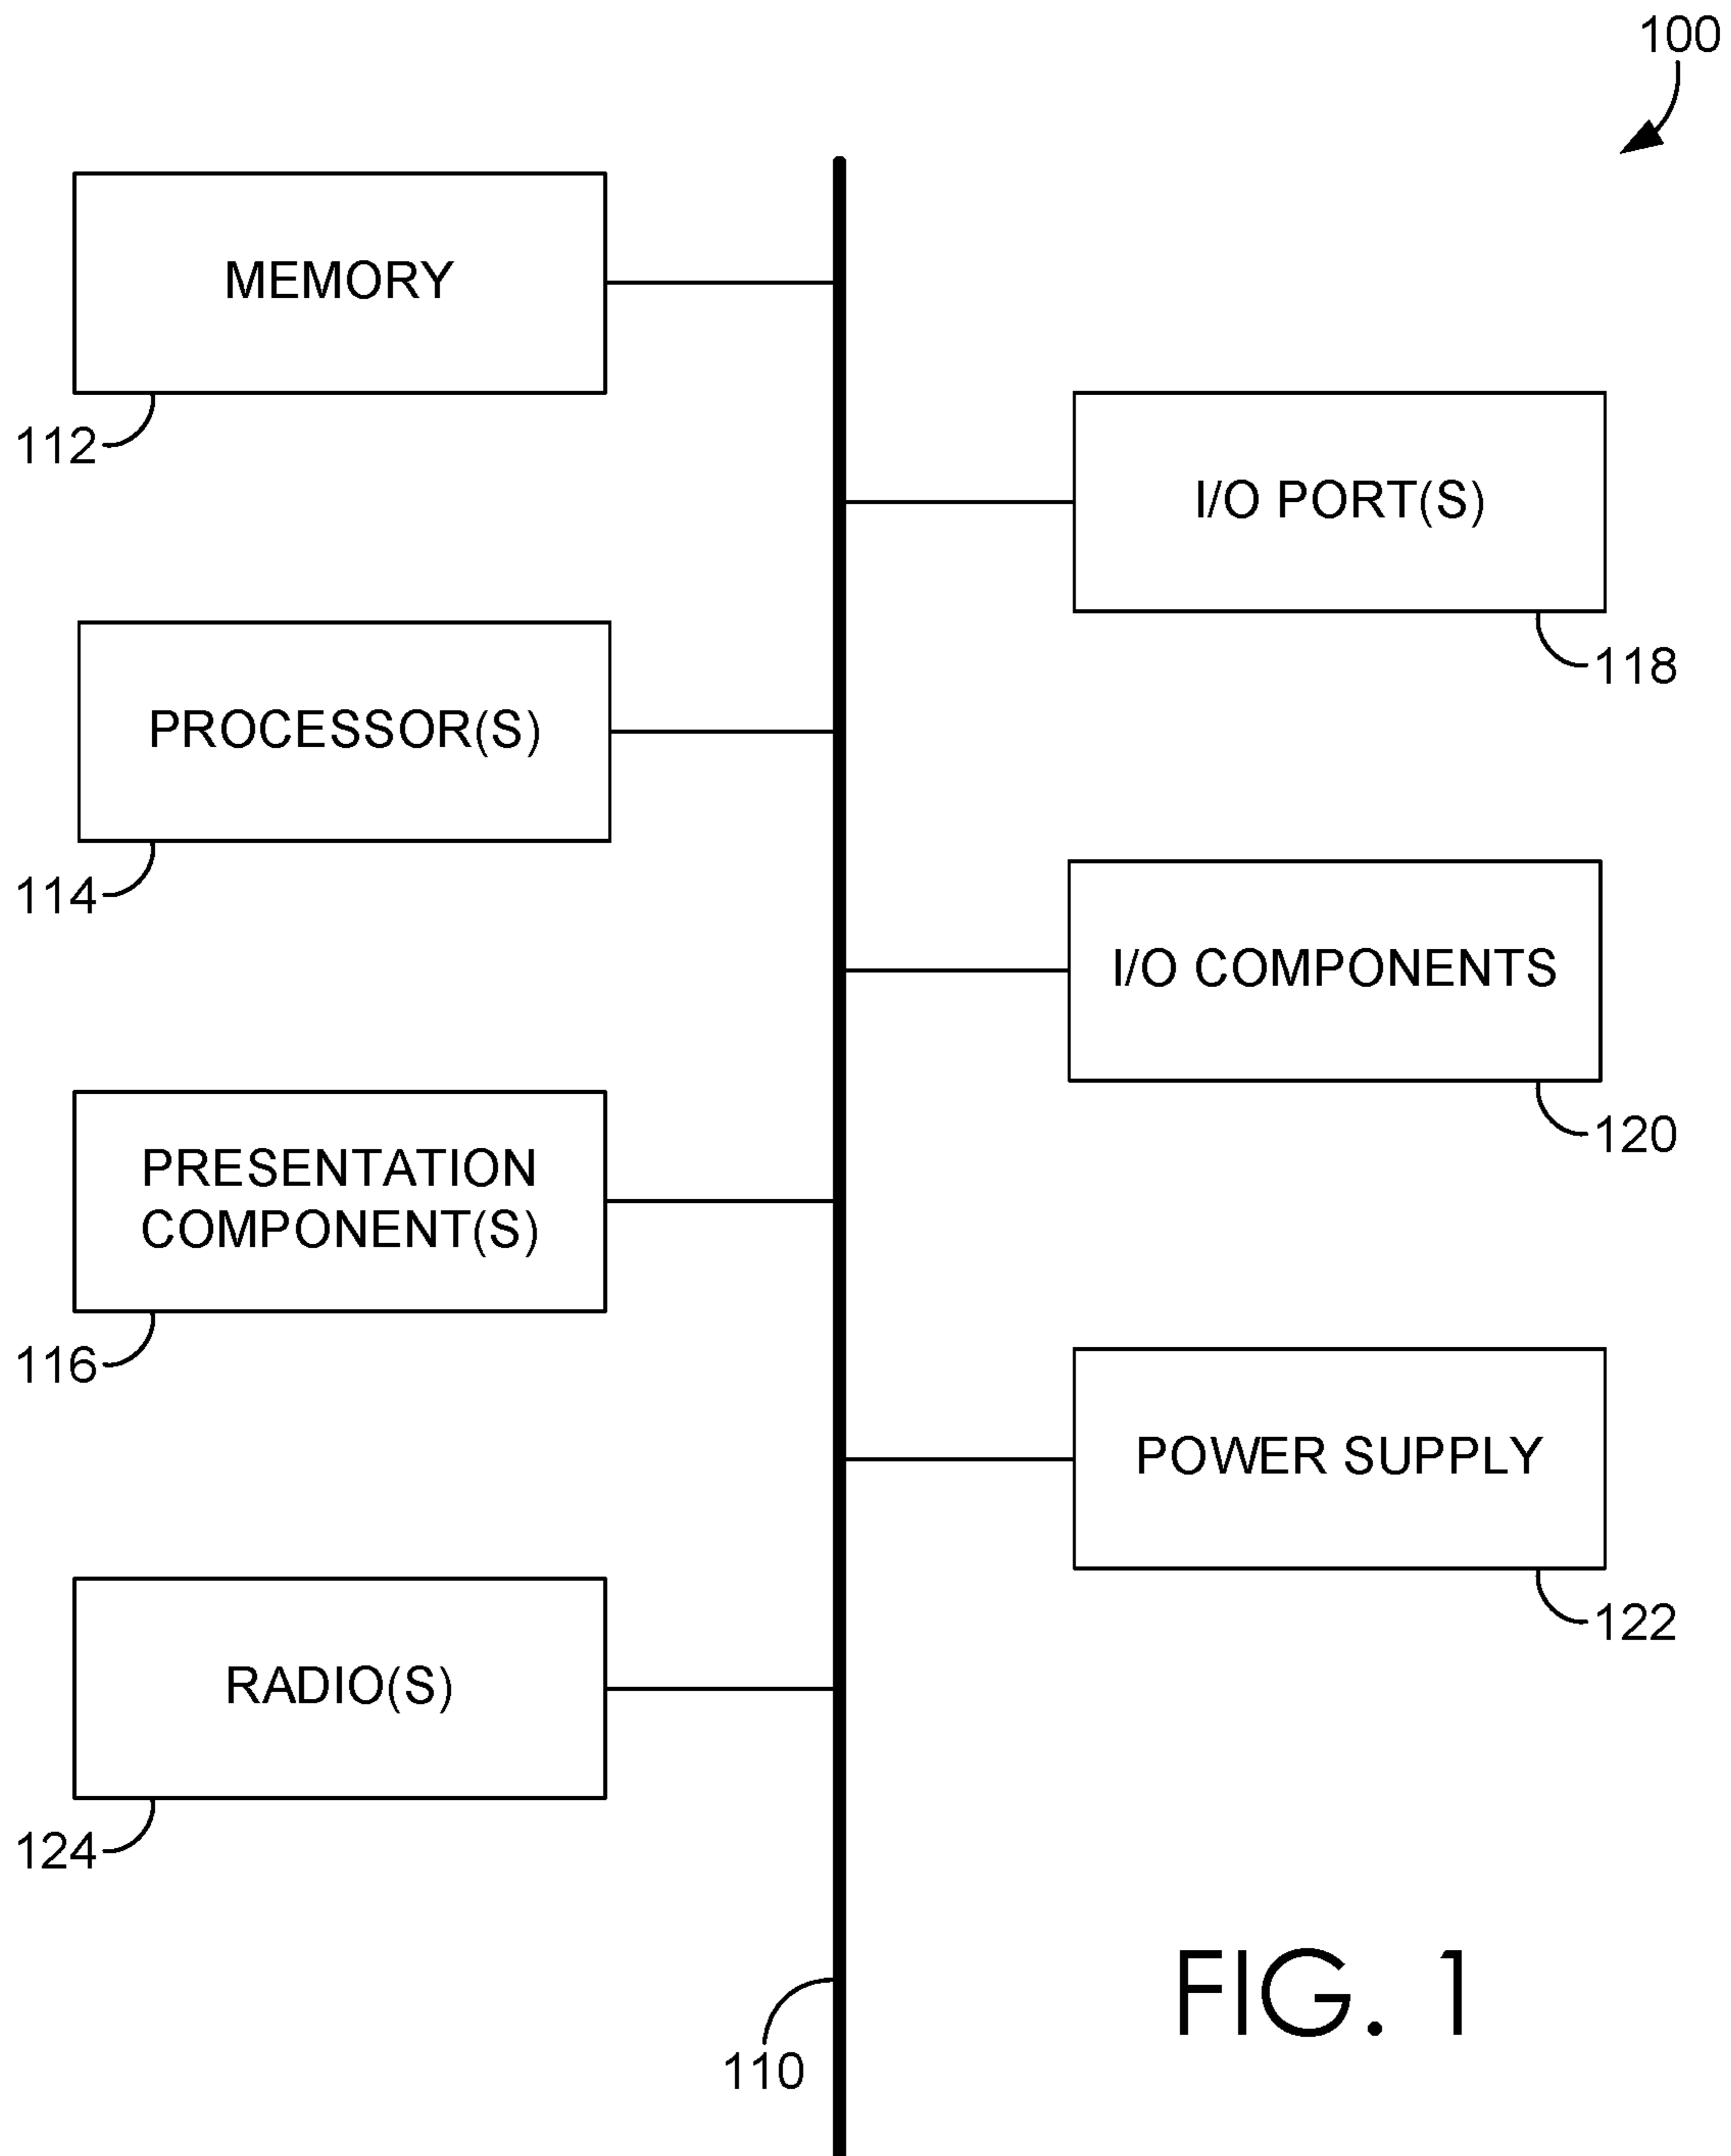 100
MEMORY
112
I/O PORT(S)
118
PROCESSOR(S)
114
I/O COMPONENTS
120
PRESENTATION
COMPONENT(S)
116
POWER SUPPLY
122
RADIO(S)
124
110
FIG. 1